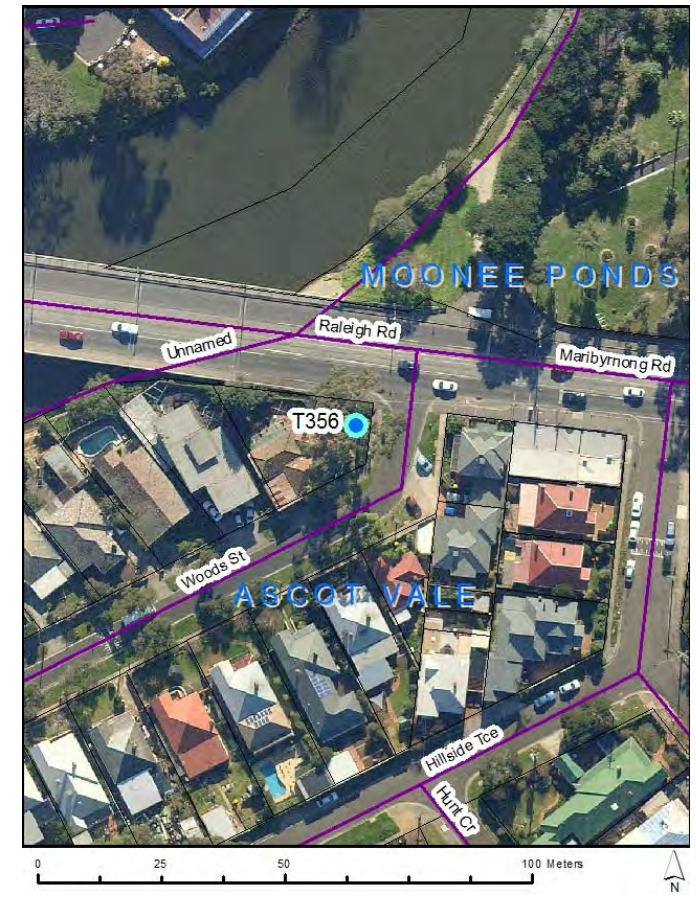 MOONEE PONDS
Raleigh Rd
Unnamed
Maribyrnong Rd
T356
Woods St
ASCOT VALE
Hillside Tce
Hunt Cr
0 25 50 100 Meters
N